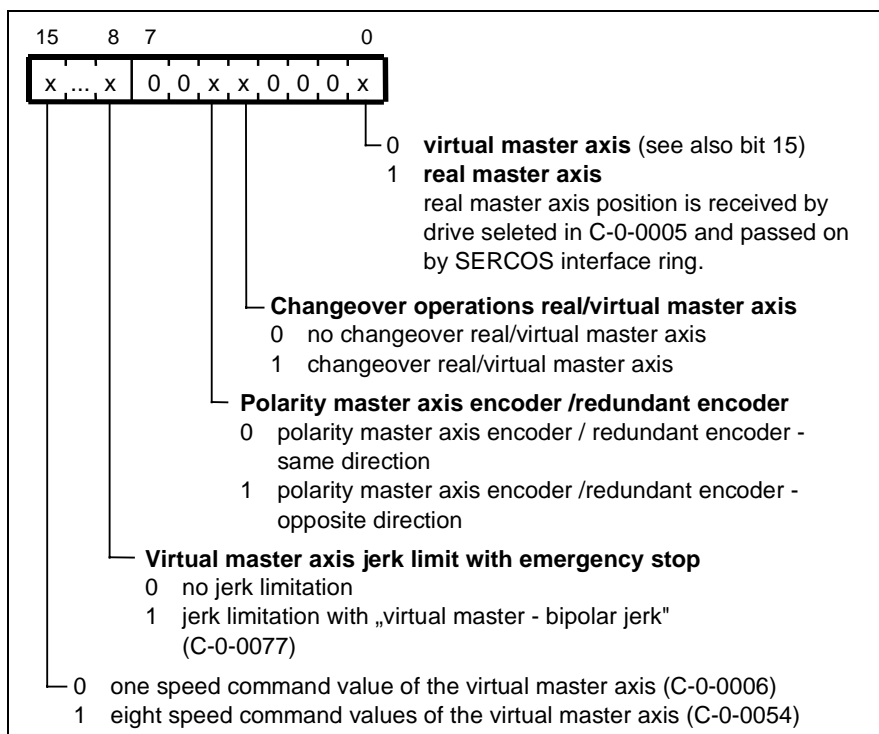 15 8 7 0
x ... x 0 0 x x 0 0 0 x
0 virtual master axis (see also bit 15)
1 real master axis
real master axis position is received by
drive seleted in C-0-0005 and passed on
by SERCOS interface ring.
Changeover operations real/virtual master axis
0 no changeover real/virtual master axis
1 changeover real/virtual master axis
Polarity master axis encoder /redundant encoder
0 polarity master axis encoder / redundant encoder -
same direction
1 polarity master axis encoder /redundant encoder -
opposite direction
Virtual master axis jerk limit with emergency stop
0 no jerk limitation
1 jerk limitation with „virtual master - bipolar jerk"
(C-0-0077)
0 one speed command value of the virtual master axis (C-0-0006)
1 eight speed command values of the virtual master axis (C-0-0054)